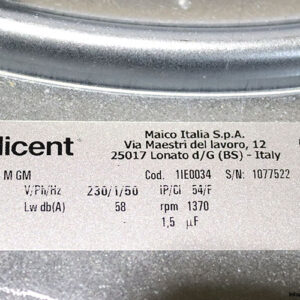 licent
Maico Italia S.p.A.
Via Maestri del lavoro, 12
25017 Lonato d/G (BS) - Italy
M GM Cod. 1IE0034 S/N: 1077522
V/Ph/Hz 230/1/50 IP/Cl 54/F
Lw db(A) 58 rpm 1370
- 1,5 µF